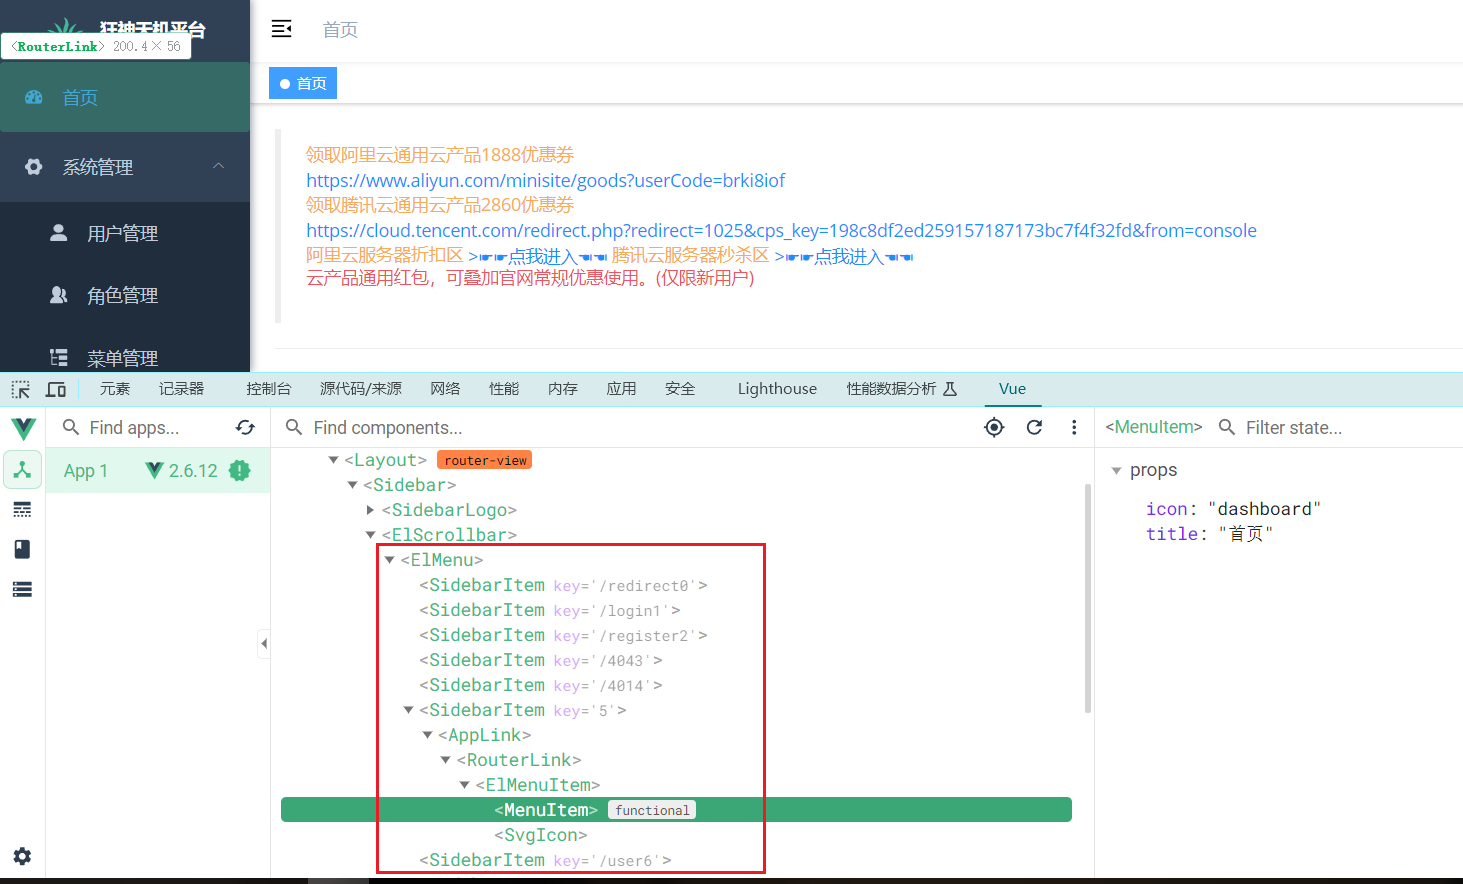 狂神天机平台
<RouterLink> 200.4×56
首页
首页
首页
系统管理
用户管理
角色管理
菜单管理
领取阿里云通用云产品1888优惠券
https://www.aliyun.com/minisite/goods?userCode=brki8iof
领取腾讯云通用云产品2860优惠券
https://cloud.tencent.com/redirect.php?redirect=1025&cps_key=198c8df2ed259157187173bc7f4f32fd&from=console
阿里云服务器折扣区 >☛☛点我进入☚☚ 腾讯云服务器秒杀区 >☛☛点我进入☚☚
云产品通用红包，可叠加官网常规优惠使用。(仅限新用户)
元素 记录器 控制台 源代码/来源 网络 性能 内存 应用 安全 Lighthouse 性能数据分析 Vue
Find apps...
Find components...
<MenuItem> Filter state...
App 1 2.6.12
<Layout> router-view
<Sidebar>
<SidebarLogo>
<ElScrollbar>
<ElMenu>
<SidebarItem key='/redirect0'>
<SidebarItem key='/login1'>
<SidebarItem key='/register2'>
<SidebarItem key='/4043'>
<SidebarItem key='/4014'>
<SidebarItem key='5'>
<AppLink>
<RouterLink>
<ElMenuItem>
<MenuItem> functional
<SvgIcon>
<SidebarItem key='/user6'>
props
icon: "dashboard"
title: "首页"